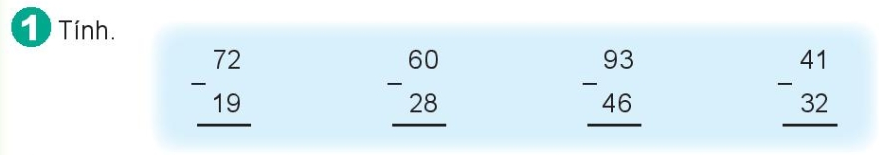 1 Tính.
72 60 93 41
– – – –
19 28 46 32